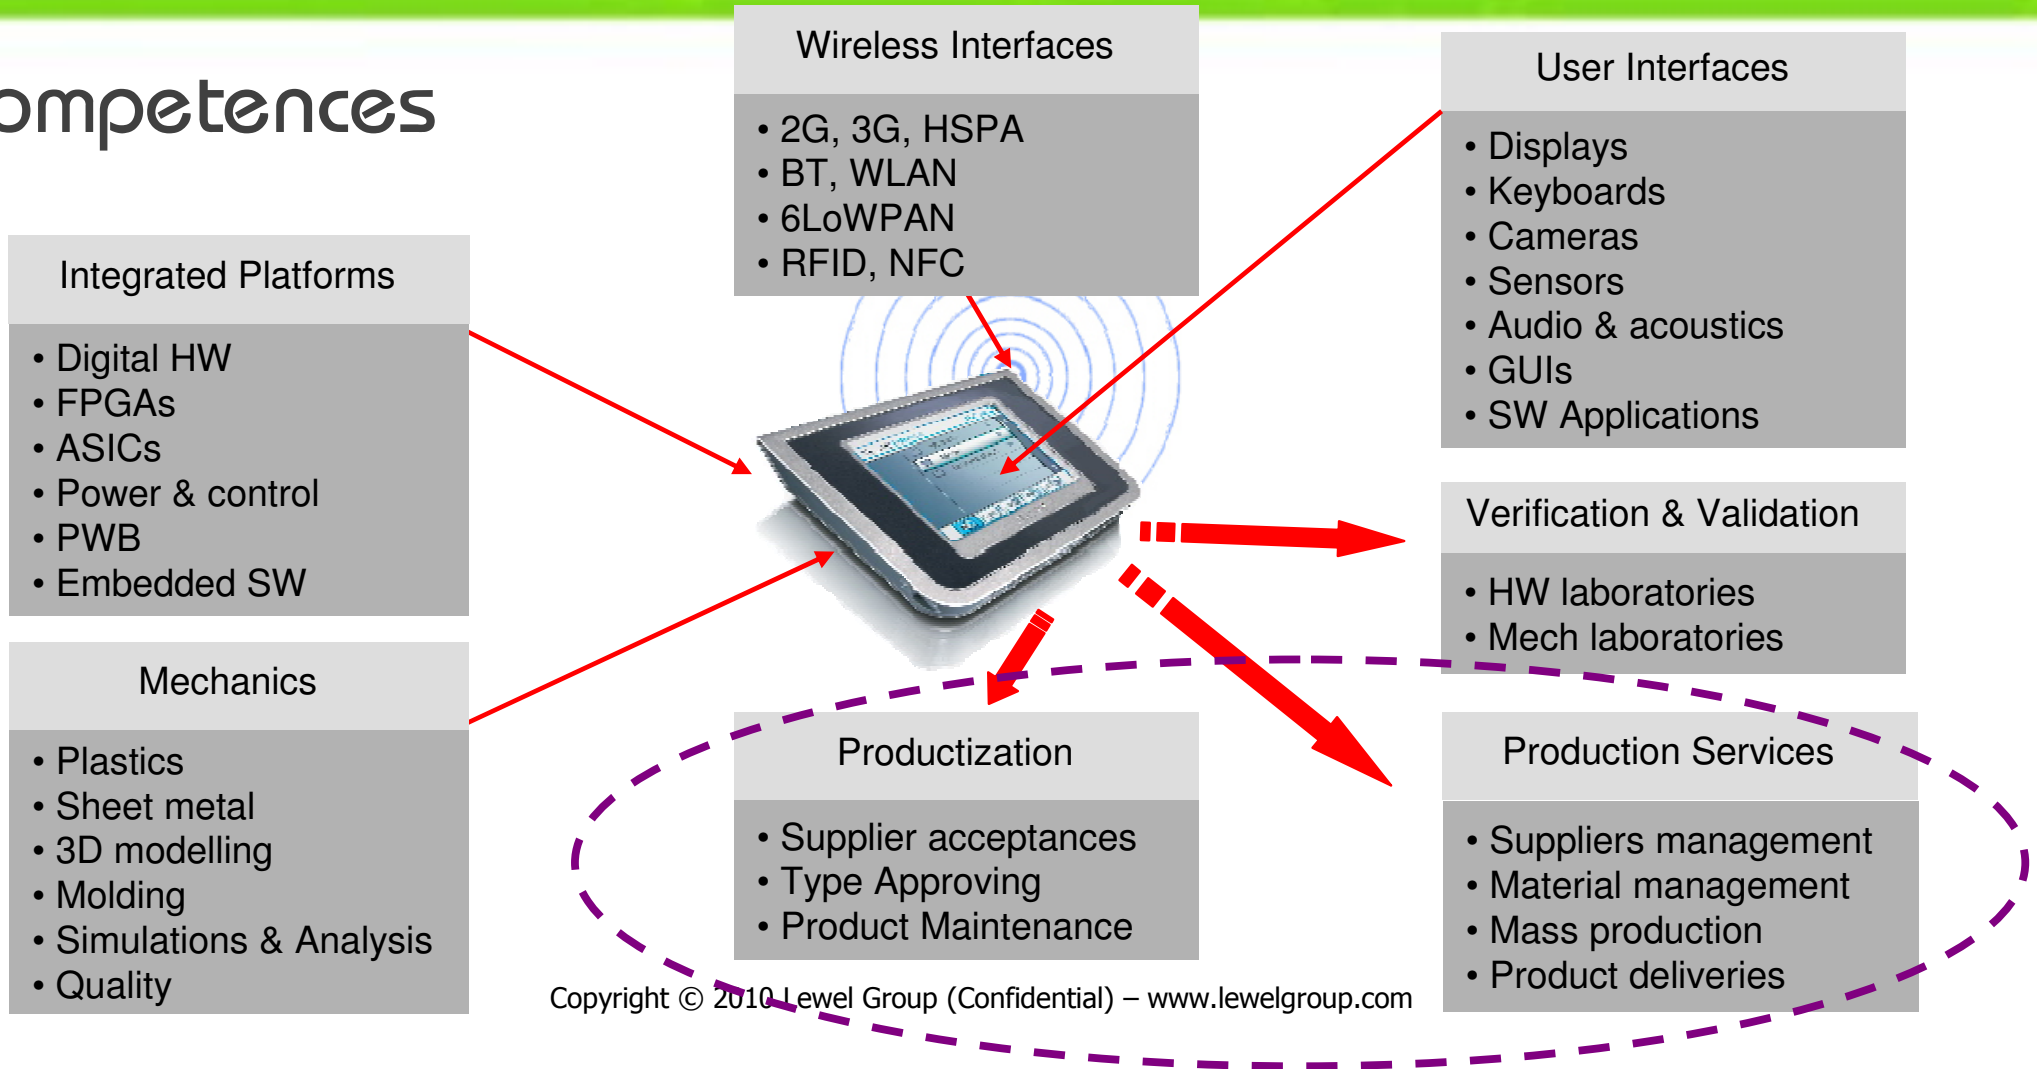 ompetences
Wireless Interfaces
• 2G, 3G, HSPA
• BT, WLAN
• 6LoWPAN
• RFID, NFC
User Interfaces
• Displays
• Keyboards
• Cameras
• Sensors
• Audio & acoustics
• GUIs
• SW Applications
Integrated Platforms
• Digital HW
• FPGAs
• ASICs
• Power & control
• PWB
• Embedded SW
Verification & Validation
• HW laboratories
• Mech laboratories
Mechanics
• Plastics
• Sheet metal
• 3D modelling
• Molding
• Simulations & Analysis
• Quality
Productization
• Supplier acceptances
• Type Approving
• Product Maintenance
Production Services
• Suppliers management
• Material management
• Mass production
• Product deliveries
Copyright © 2010 Lewel Group (Confidential) – www.lewelgroup.com